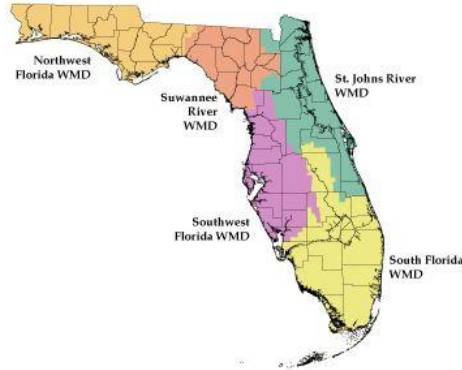 Northwest
Florida WMD
St. Johns River
WMD
Suwannee
River
WMD
Southwest
Florida WMD
South Florida
WMD